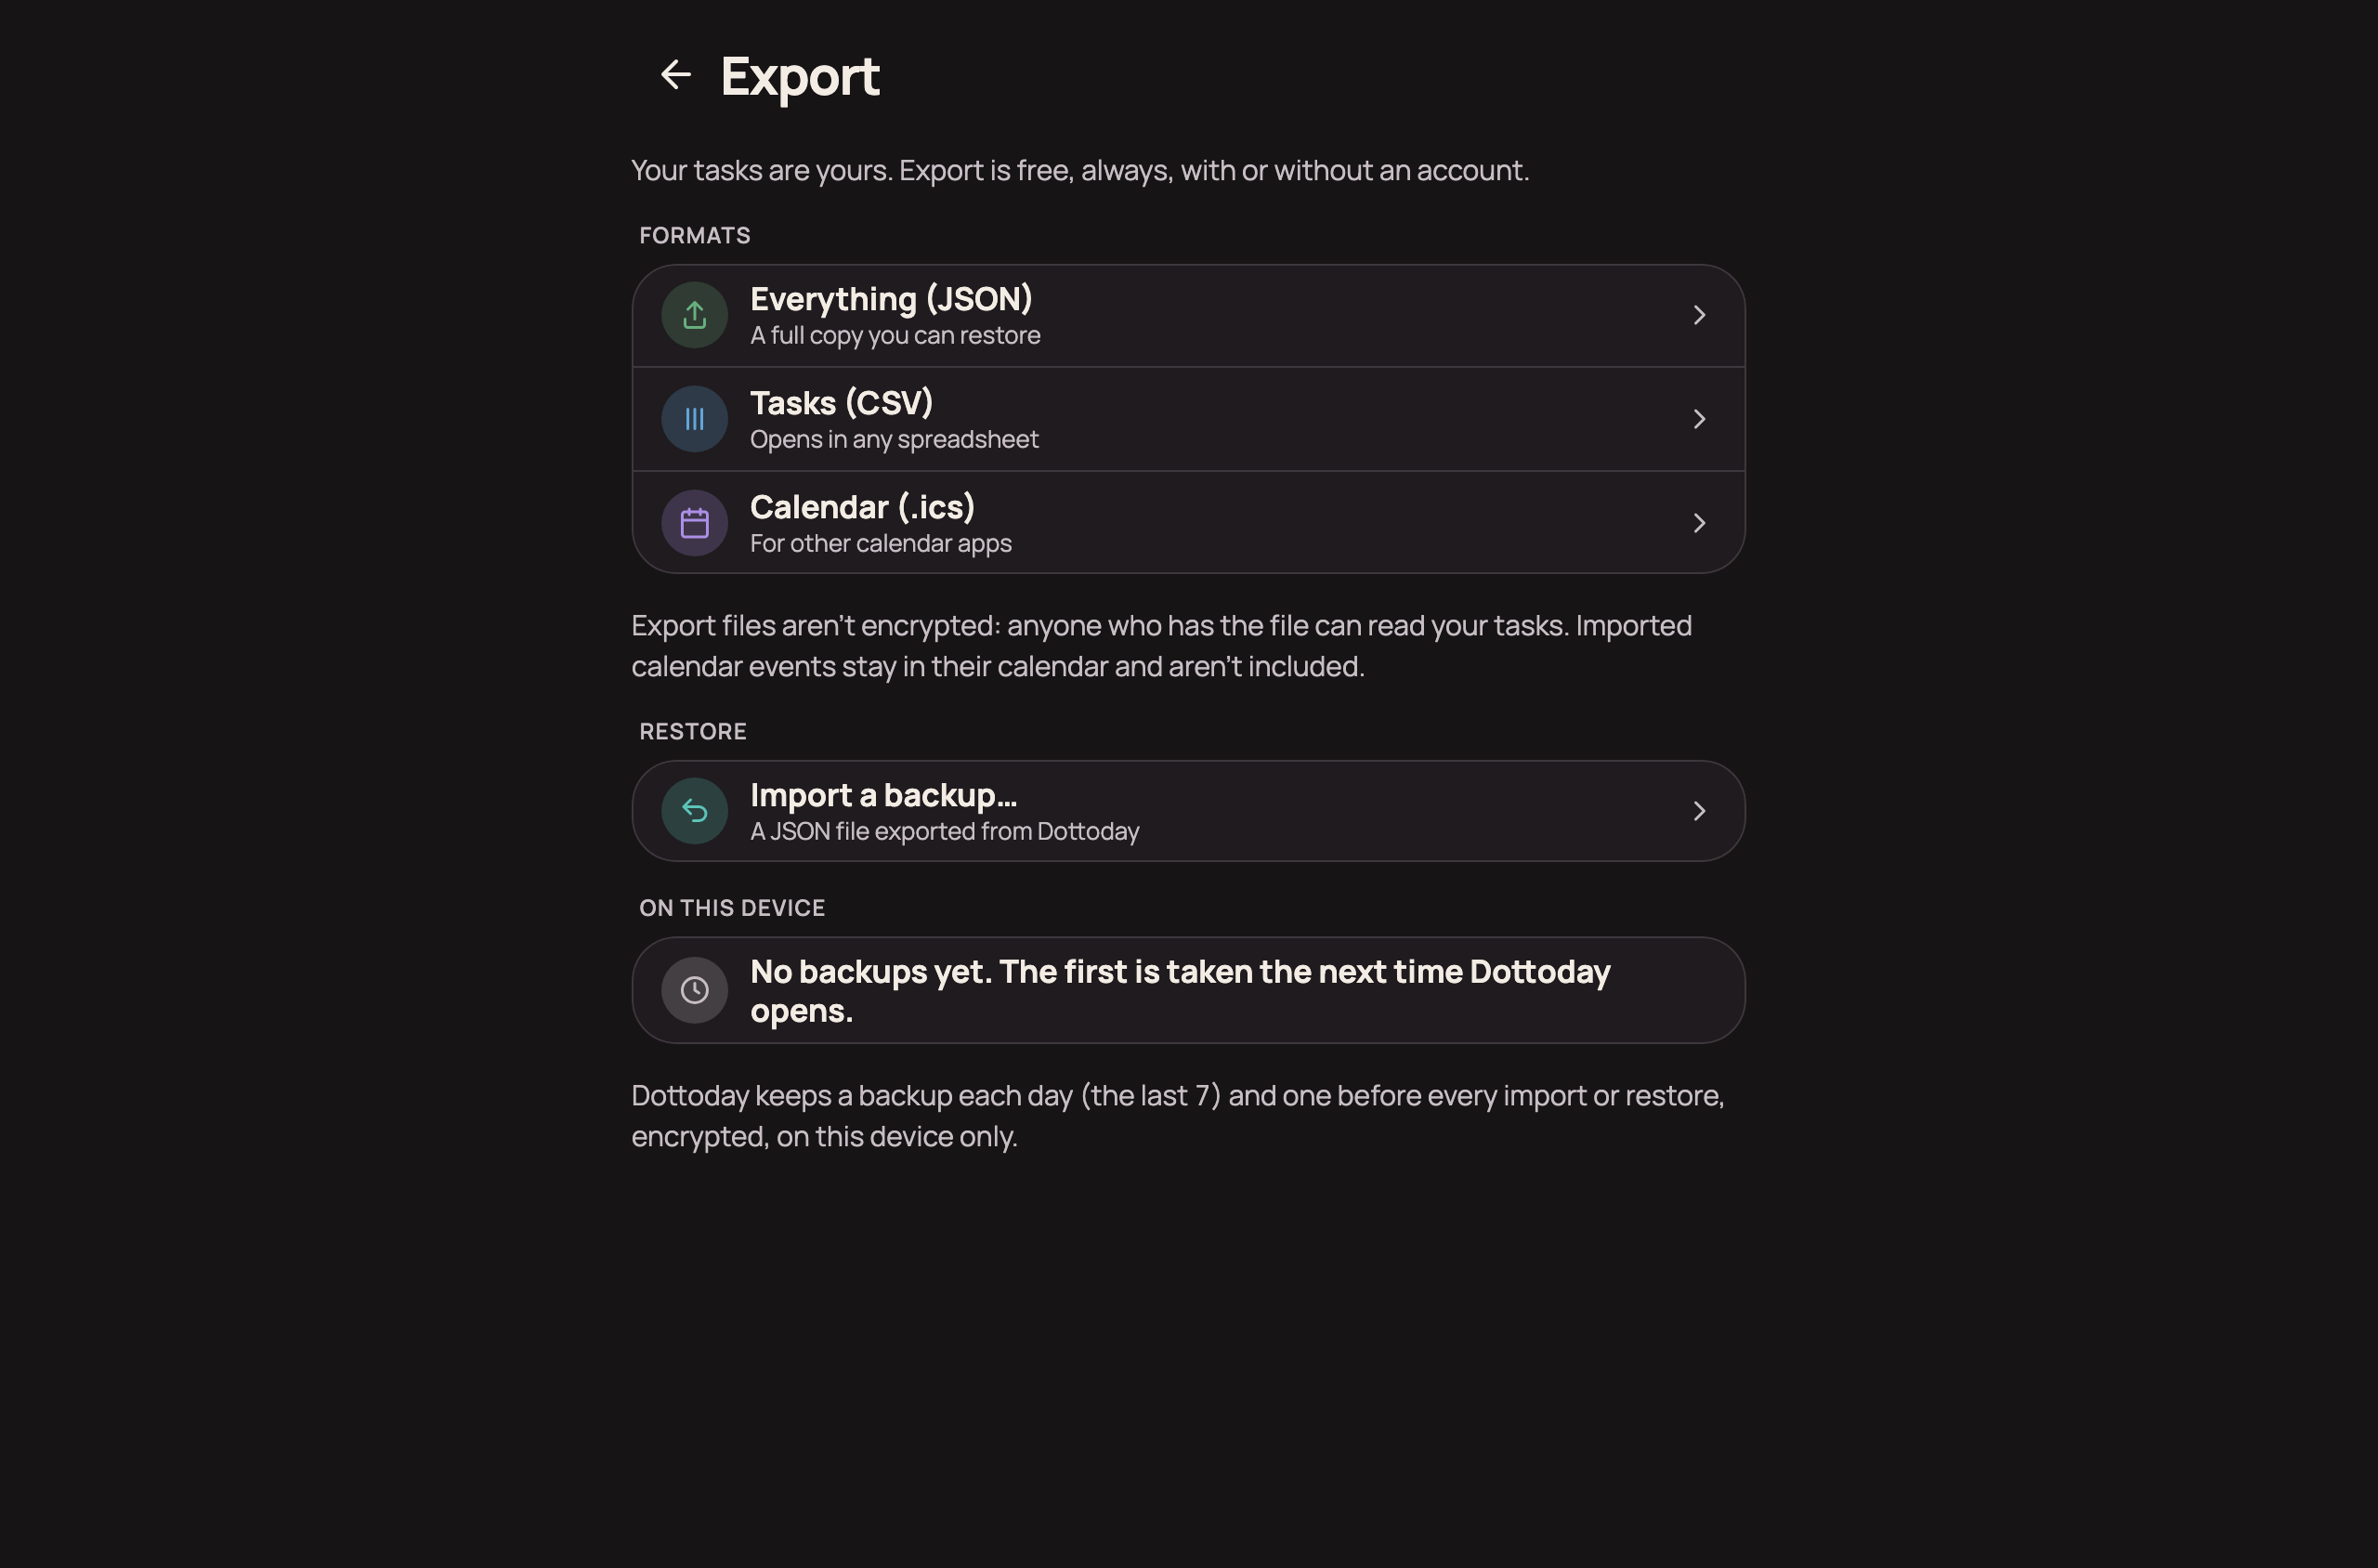 Export
Your tasks are yours. Export is free, always, with or without an account.
FORMATS
Everything (JSON)
A full copy you can restore
Tasks (CSV)
Opens in any spreadsheet
Calendar (.ics)
For other calendar apps
Export files aren’t encrypted: anyone who has the file can read your tasks. Imported
calendar events stay in their calendar and aren’t included.
RESTORE
Import a backup…
A JSON file exported from Dottoday
ON THIS DEVICE
No backups yet. The first is taken the next time Dottoday
opens.
Dottoday keeps a backup each day (the last 7) and one before every import or restore,
encrypted, on this device only.